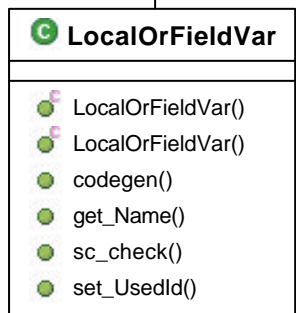 C LocalOrFieldVar
C LocalOrFieldVar()
C LocalOrFieldVar()
codegen()
get_Name()
sc_check()
set_UsedId()